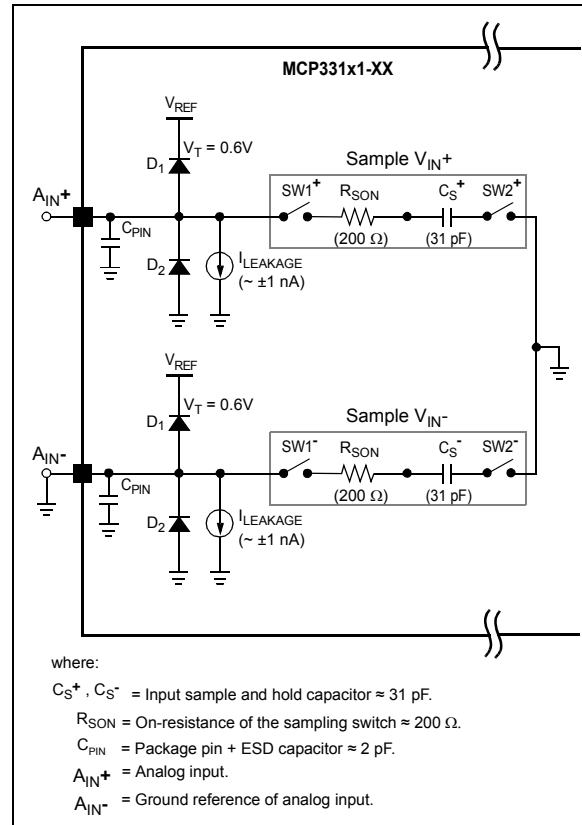 MCP331x1-XX
VREF
VT = 0.6V
D1
Sample VIN+
SW1+ RSON CS+ SW2+
AIN+
(200 Ω) (31 pF)
CPIN
D2
ILEAKAGE
(~ ±1 nA)
VREF
VT = 0.6V
D1
Sample VIN-
SW1- RSON CS- SW2-
AIN-
(200 Ω) (31 pF)
CPIN
D2
ILEAKAGE
(~ ±1 nA)
where:
CS+ , CS- = Input sample and hold capacitor ≈ 31 pF.
RSON = On-resistance of the sampling switch ≈ 200 Ω.
CPIN = Package pin + ESD capacitor ≈ 2 pF.
AIN+ = Analog input.
AIN- = Ground reference of analog input.